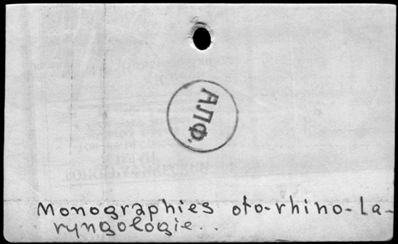 АЛФ.
Monographies oto-rhino-la-
ryngologie..